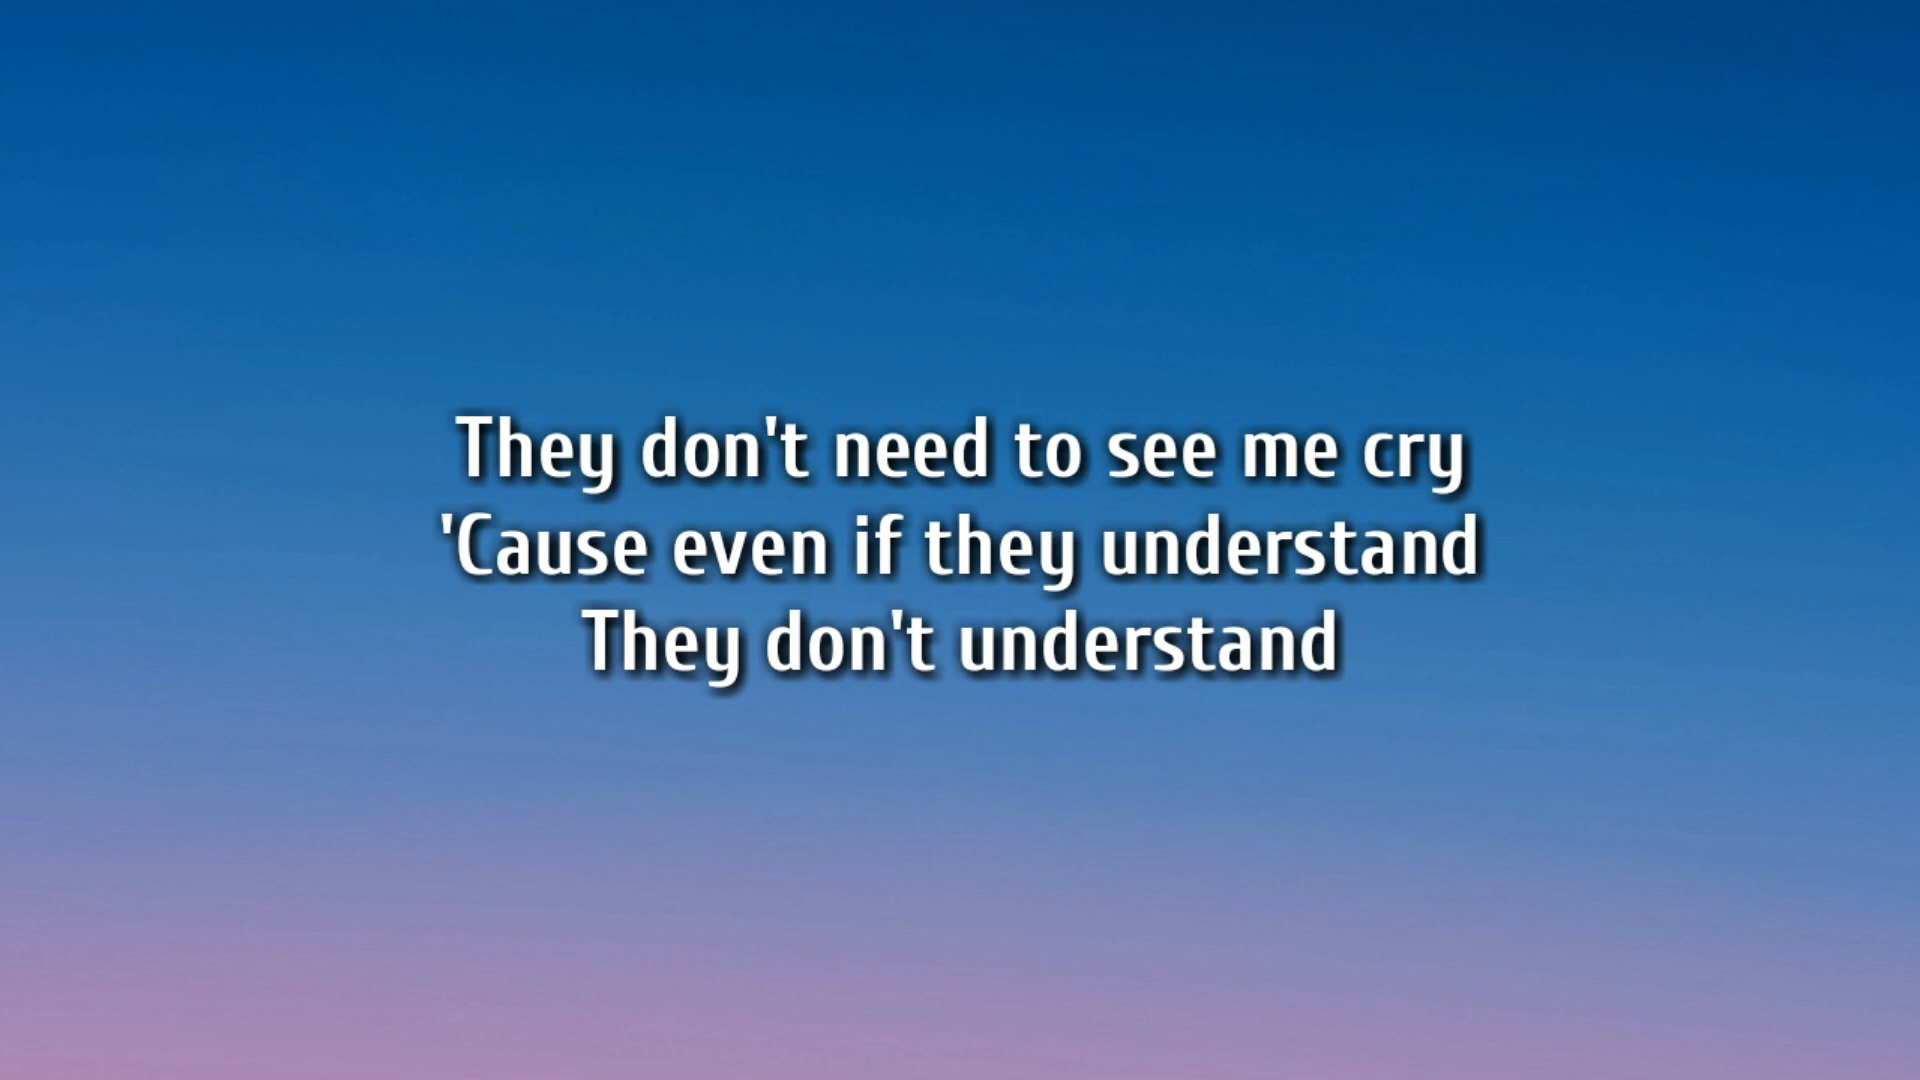 They don't need to see me cry
'Cause even if they understand
They don't understand